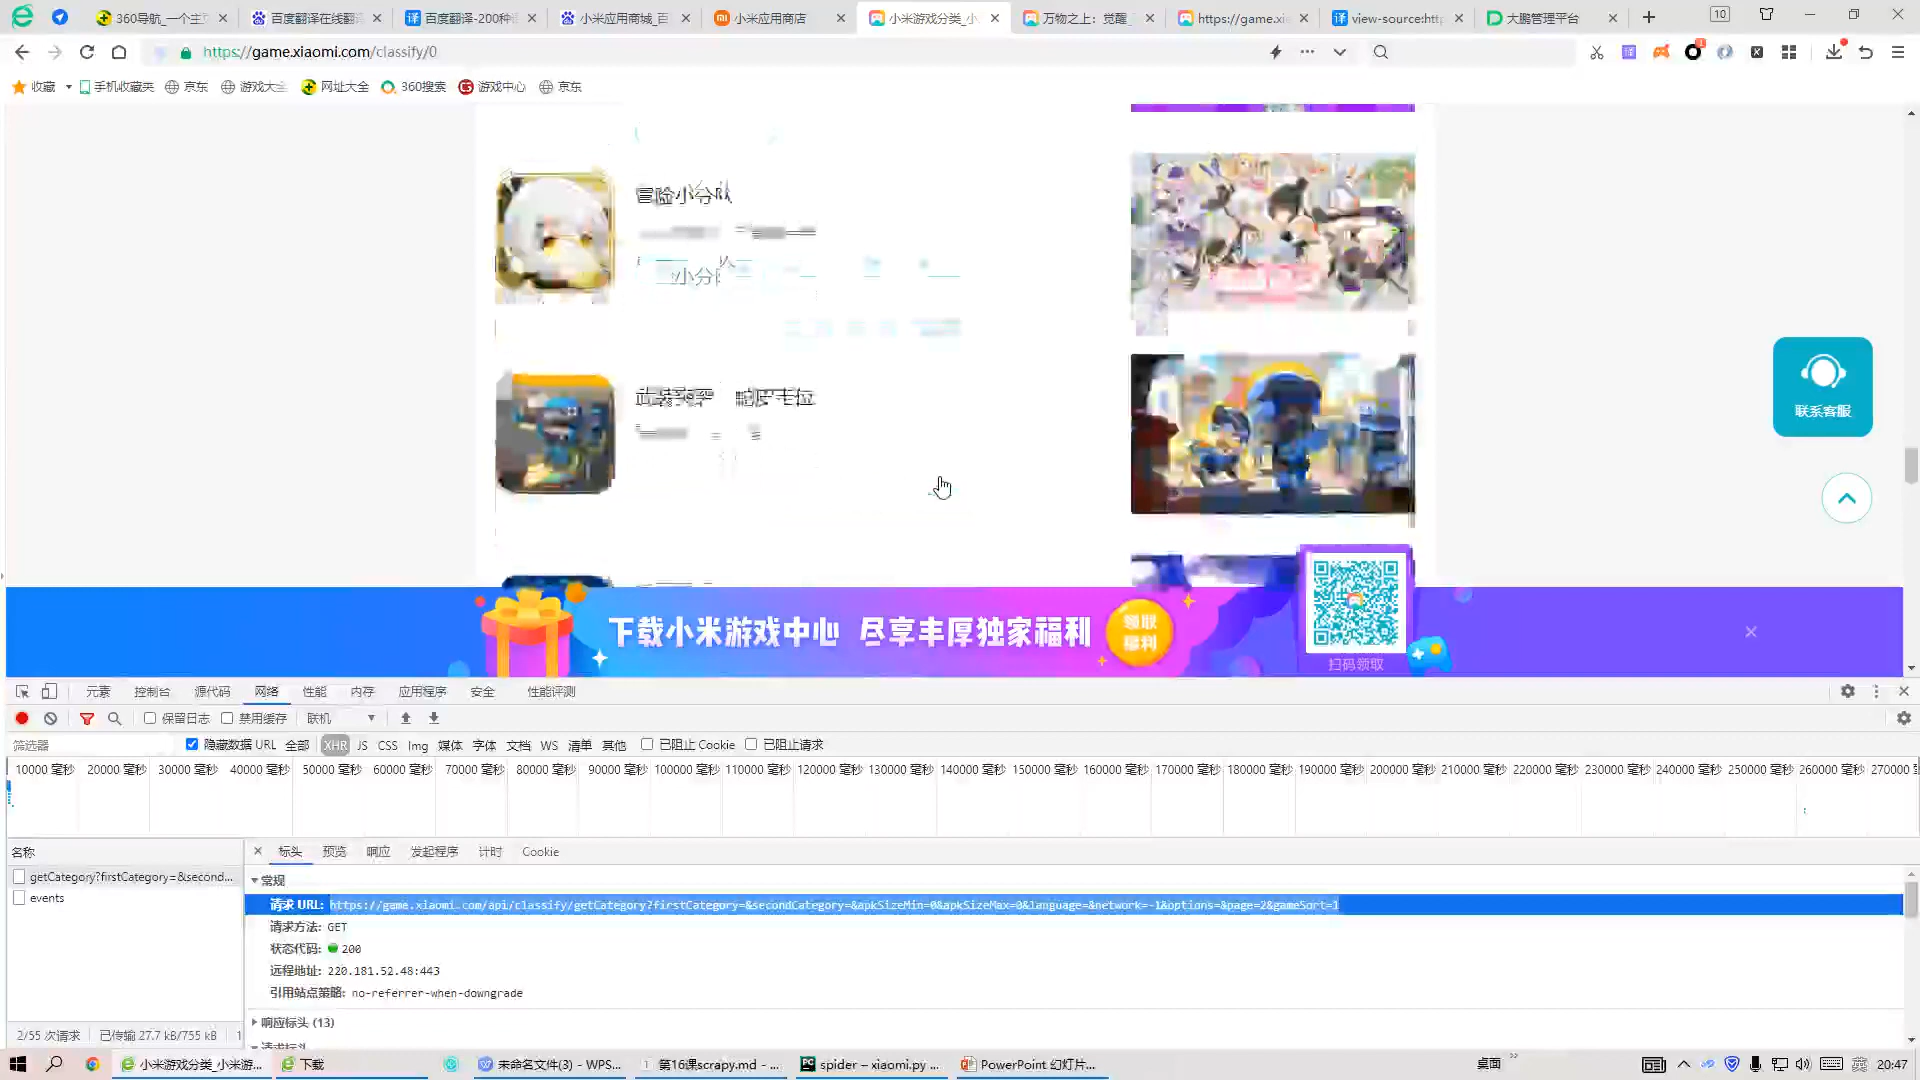 360导航_一个主页
百度翻译在线翻
百度翻译-200种语
小米应用商城_百
小米应用商店
小米游戏分类_小
万物之上：觉醒_
https://game.xia
view-source:http
大鹏管理平台
10
https://game.xiaomi.com/classify/0
收藏 手机收藏夹 京东 游戏大全 网址大全 360搜索 游戏中心 京东
冒险小分队
联系客服
下载小米游戏中心 尽享丰厚独家福利
领取
福利
扫码领取
元素 控制台 源代码 网络 性能 内存 应用程序 安全 性能评测
保留日志 禁用缓存 联机
筛选器 隐藏数据 URL 全部 XHR JS CSS Img 媒体 字体 文档 WS 清单 其他 已阻止 Cookie 已阻止请求
10000 毫秒 20000 毫秒 30000 毫秒 40000 毫秒 50000 毫秒 60000 毫秒 70000 毫秒 80000 毫秒 90000 毫秒 100000 毫秒 110000 毫秒 120000 毫秒 130000 毫秒 140000 毫秒 150000 毫秒 160000 毫秒 170000 毫秒 180000 毫秒 190000 毫秒 200000 毫秒 210000 毫秒 220000 毫秒 230000 毫秒 240000 毫秒 250000 毫秒 260000 毫秒 270000
名称
标头 预览 响应 发起程序 计时 Cookie
getCategory?firstCategory=&second...
events
常规
请求 URL: https://game.xiaomi.com/api/classify/getCategory?firstCategory=&secondCategory=&apkSizeMin=0&apkSizeMax=0&language=&network=-1&options=&page=2&gameSort=1
请求方法: GET
状态代码: 200
远程地址: 220.181.52.48:443
引用站点策略: no-referrer-when-downgrade
响应标头 (13)
请求标头
2/55 次请求 已传输 27.7 kB/755 kB 1
小米游戏分类_小米游... 下载 未命名文件(3) - WPS... 第16课scrapy.md - ... spider – xiaomi.py ... PowerPoint 幻灯片... 桌面 英 20:47